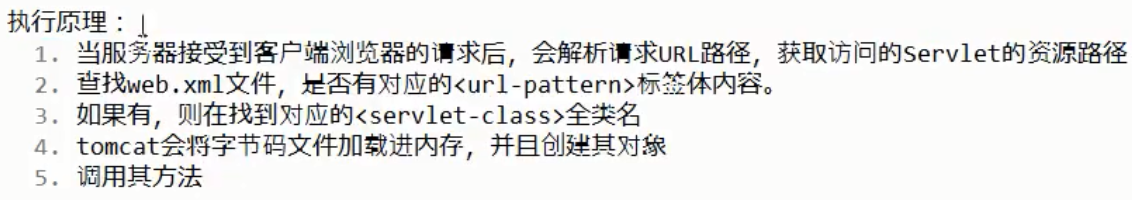 执行原理：
1. 当服务器接受到客户端浏览器的请求后，会解析请求URL路径，获取访问的Servlet的资源路径
2. 查找web.xml文件，是否有对应的<url-pattern>标签体内容。
3. 如果有，则在找到对应的<servlet-class>全类名
4. tomcat会将字节码文件加载进内存，并且创建其对象
5. 调用其方法